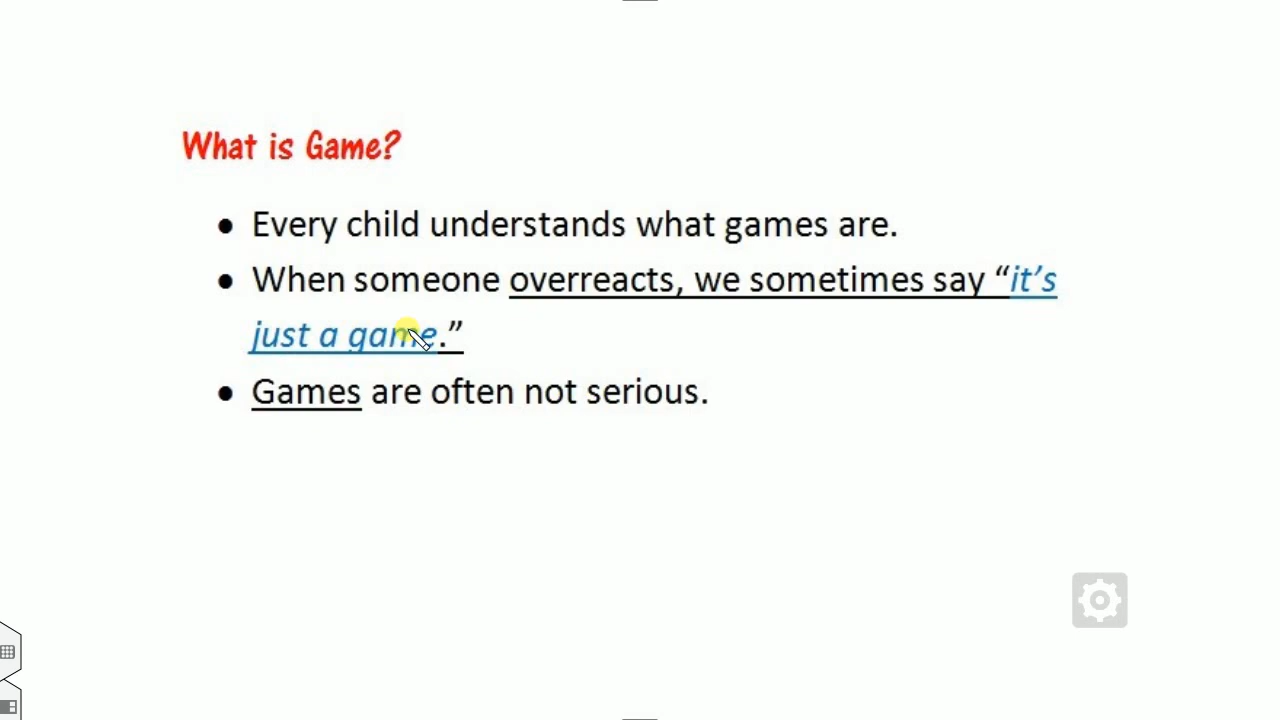 What is Game?
● Every child understands what games are.
● When someone overreacts, we sometimes say “it’s
just a game.”
● Games are often not serious.